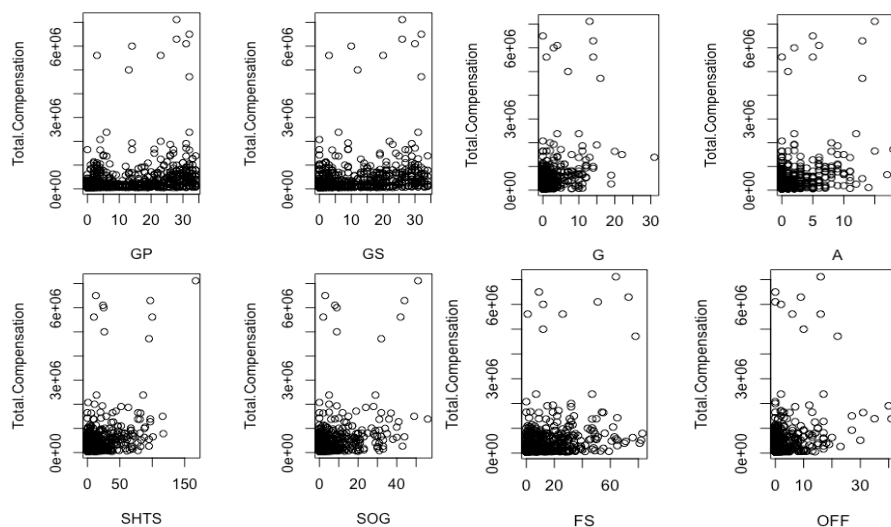 Total.Compensation 0e+00 3e+06 6e+06 0 10 20 30 GP
Total.Compensation 0e+00 3e+06 6e+06 0 10 20 30 GS
Total.Compensation 0e+00 3e+06 6e+06 0 10 20 30 G
Total.Compensation 0e+00 3e+06 6e+06 0 5 10 A
Total.Compensation 0e+00 3e+06 6e+06 0 50 150 SHTS
Total.Compensation 0e+00 3e+06 6e+06 0 20 40 SOG
Total.Compensation 0e+00 3e+06 6e+06 0 20 60 FS
Total.Compensation 0e+00 3e+06 6e+06 0 10 30 OFF